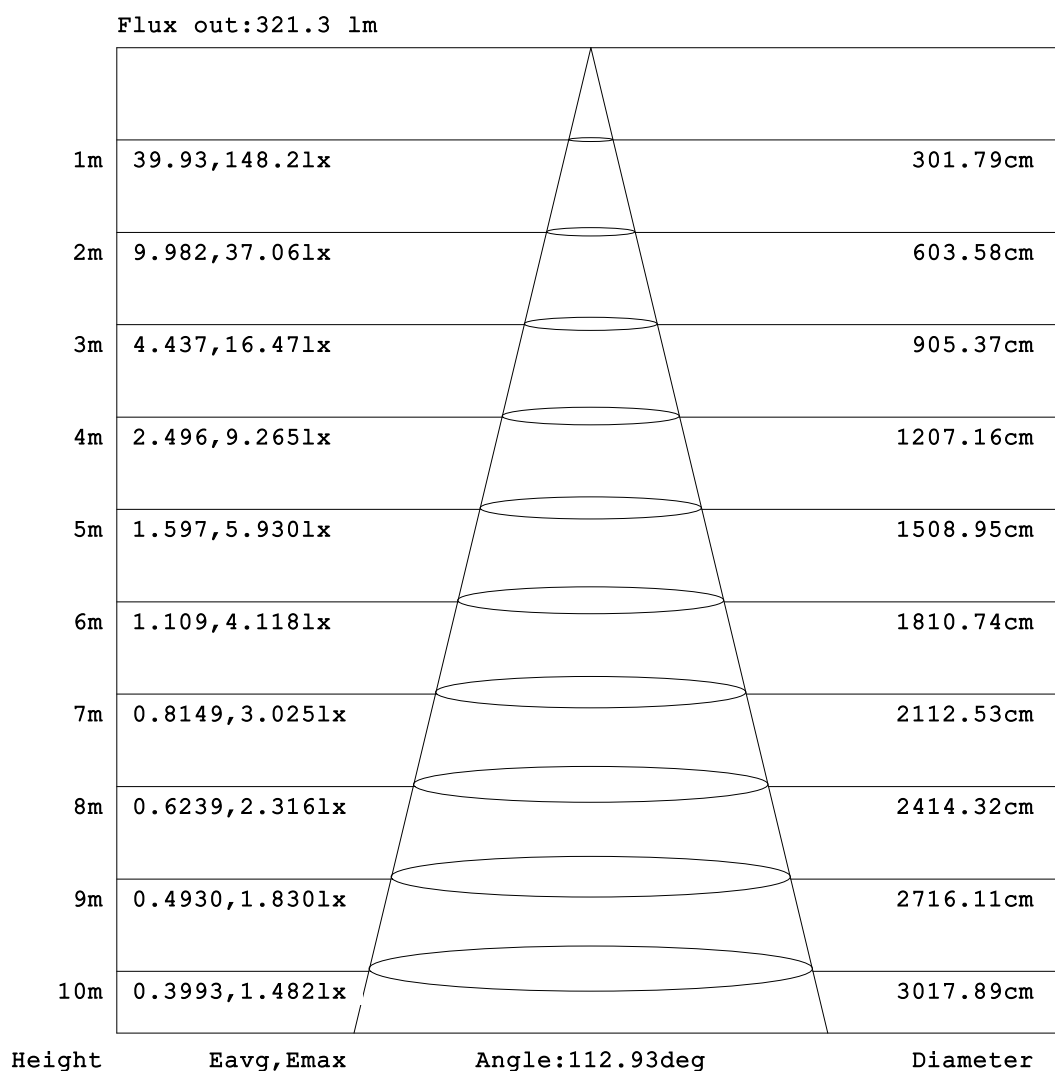 Flux out:321.3 lm
1m 39.93,148.2lx 301.79cm
2m 9.982,37.06lx 603.58cm
3m 4.437,16.47lx 905.37cm
4m 2.496,9.265lx 1207.16cm
5m 1.597,5.930lx 1508.95cm
6m 1.109,4.118lx 1810.74cm
7m 0.8149,3.025lx 2112.53cm
8m 0.6239,2.316lx 2414.32cm
9m 0.4930,1.830lx 2716.11cm
10m 0.3993,1.482lx 3017.89cm
Height Eavg,Emax Angle:112.93deg Diameter